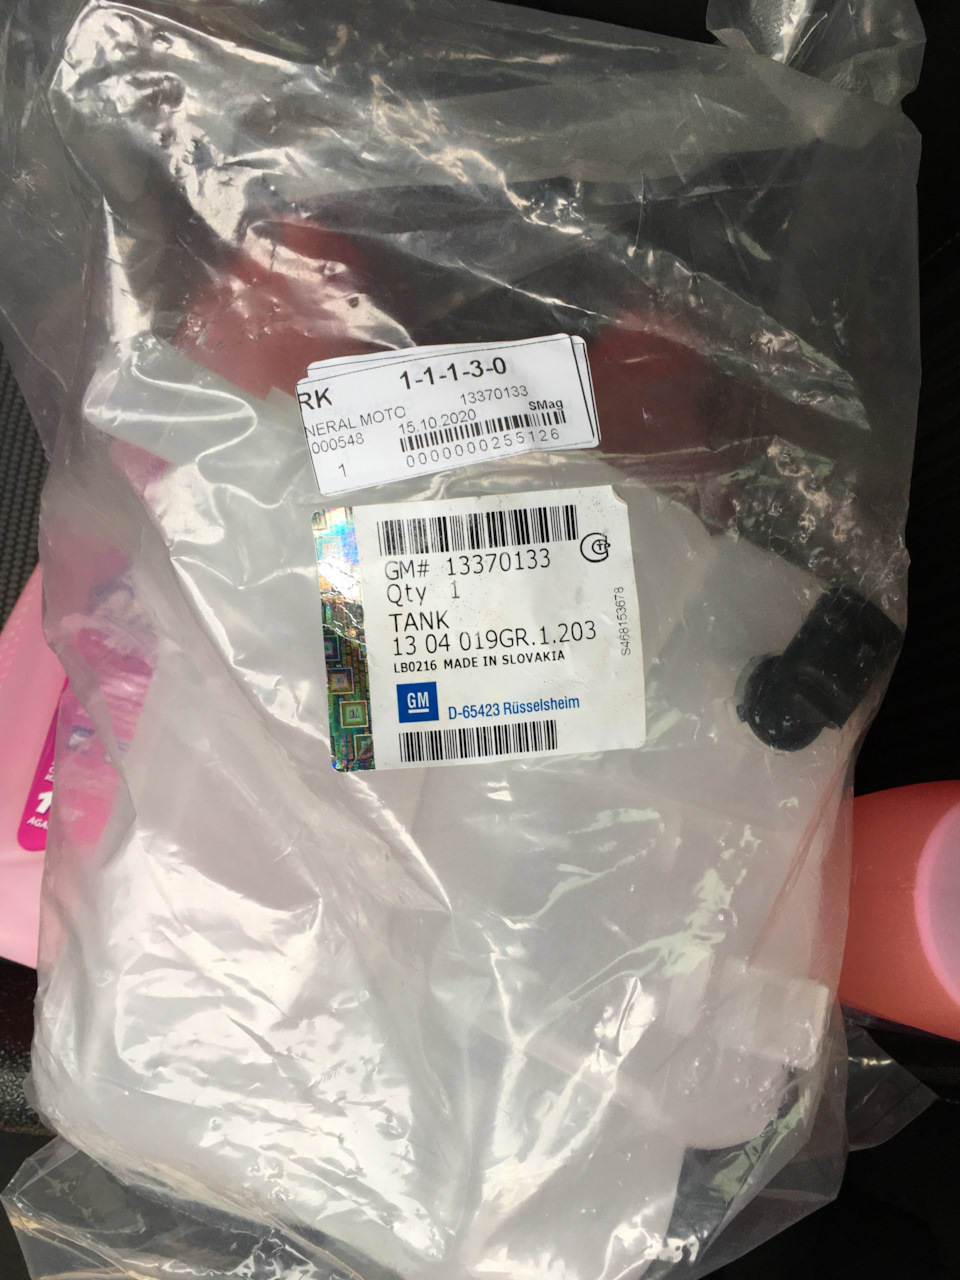 RK 1-1-1-3-0
NERAL MOTO 13370133
000548 15.10.2020 SMag
1 0000000255126
GM# 13370133
Qty 1
TANK
13 04 019GR.1.203
LB0216 MADE IN SLOVAKIA
GM D-65423 Rüsselsheim
S468153678